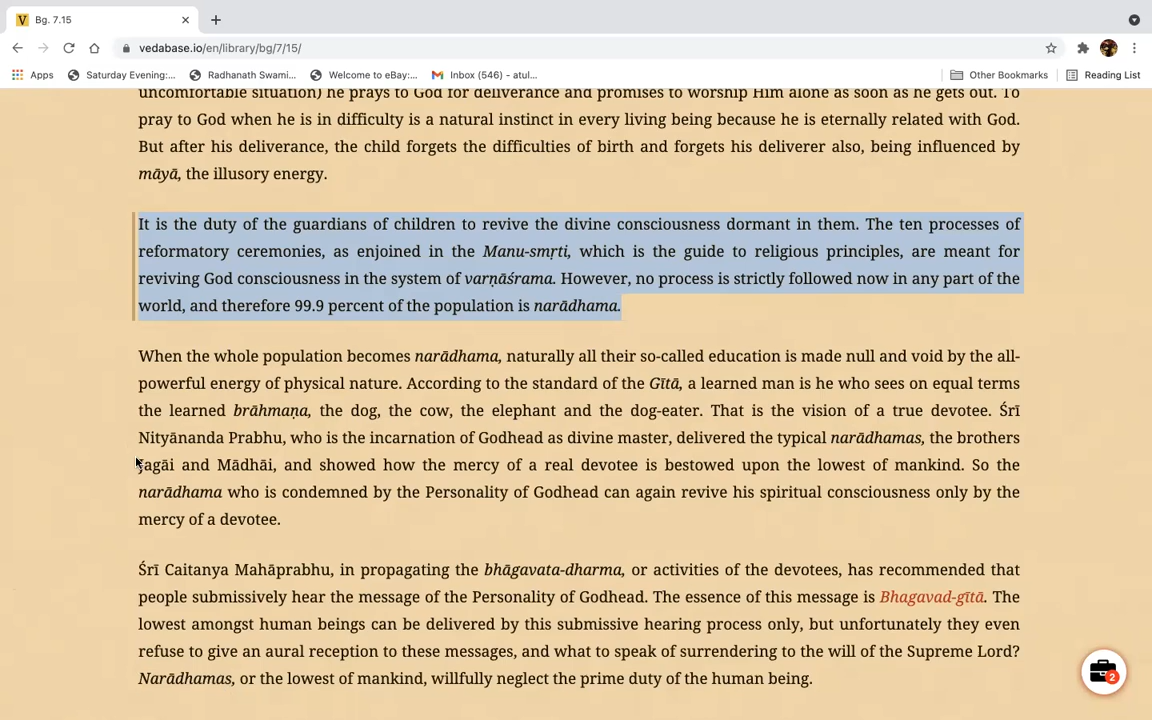 Bg. 7.15
vedabase.io/en/library/bg/7/15/
Apps Saturday Evening:... Radhanath Swami... Welcome to eBay:... Inbox (546) - atul... Other Bookmarks Reading List
uncomfortable situation) he prays to God for deliverance and promises to worship Him alone as soon as he gets out. To
pray to God when he is in difficulty is a natural instinct in every living being because he is eternally related with God.
But after his deliverance, the child forgets the difficulties of birth and forgets his deliverer also, being influenced by
māyā, the illusory energy.
It is the duty of the guardians of children to revive the divine consciousness dormant in them. The ten processes of
reformatory ceremonies, as enjoined in the Manu-smṛti, which is the guide to religious principles, are meant for
reviving God consciousness in the system of varṇāśrama. However, no process is strictly followed now in any part of the
world, and therefore 99.9 percent of the population is narādhama.
When the whole population becomes narādhama, naturally all their so-called education is made null and void by the all-
powerful energy of physical nature. According to the standard of the Gītā, a learned man is he who sees on equal terms
the learned brāhmaṇa, the dog, the cow, the elephant and the dog-eater. That is the vision of a true devotee. Śrī
Nityānanda Prabhu, who is the incarnation of Godhead as divine master, delivered the typical narādhamas, the brothers
Jagāi and Mādhāi, and showed how the mercy of a real devotee is bestowed upon the lowest of mankind. So the
narādhama who is condemned by the Personality of Godhead can again revive his spiritual consciousness only by the
mercy of a devotee.
Śrī Caitanya Mahāprabhu, in propagating the bhāgavata-dharma, or activities of the devotees, has recommended that
people submissively hear the message of the Personality of Godhead. The essence of this message is Bhagavad-gītā. The
lowest amongst human beings can be delivered by this submissive hearing process only, but unfortunately they even
refuse to give an aural reception to these messages, and what to speak of surrendering to the will of the Supreme Lord?
Narādhamas, or the lowest of mankind, willfully neglect the prime duty of the human being.
2